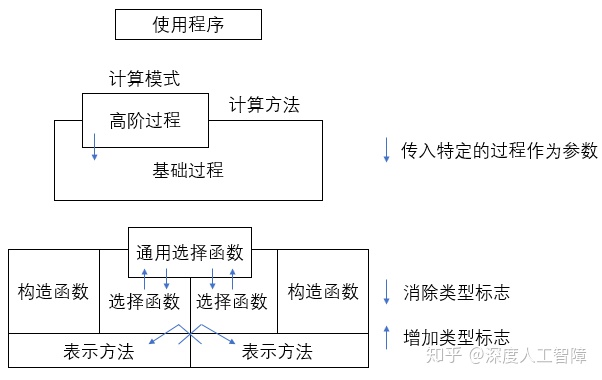 使用程序
计算模式
计算方法
高阶过程
基础过程
传入特定的过程作为参数
通用选择函数
构造函数
选择函数
选择函数
构造函数
消除类型标志
增加类型标志
表示方法
表示方法
知乎 @深度人工智障